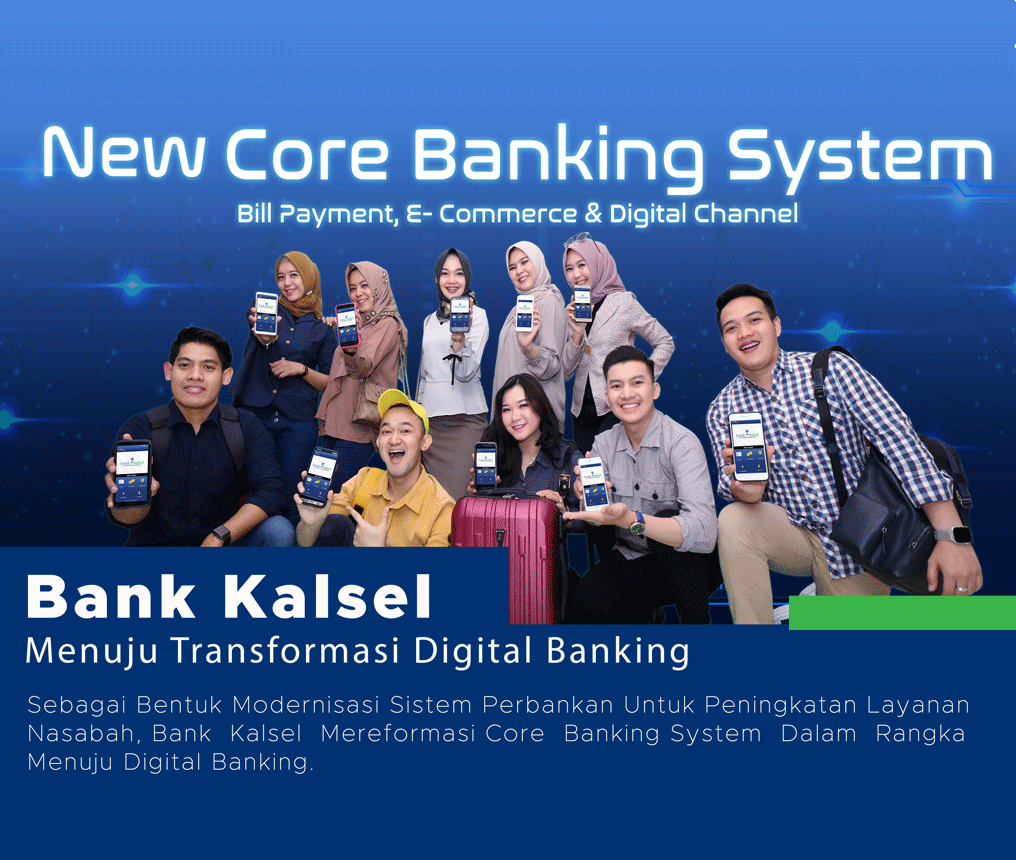 New Core Banking System
Bill Payment, E- Commerce & Digital Channel
Bank Kalsel
Menuju Transformasi Digital Banking
Sebagai Bentuk Modernisasi Sistem Perbankan Untuk Peningkatan Layanan
Nasabah, Bank Kalsel Mereformasi Core Banking System Dalam Rangka
Menuju Digital Banking.